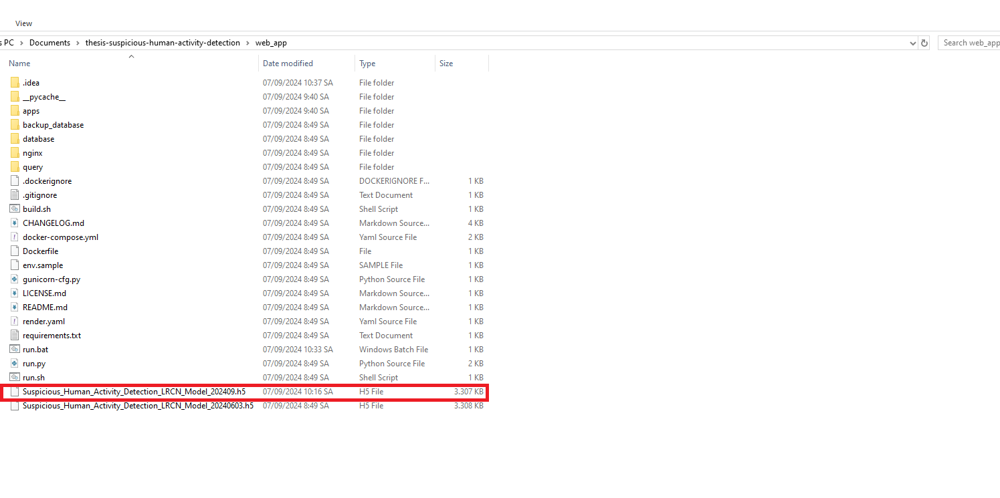 View
s PC > Documents > thesis-suspicious-human-activity-detection > web_app Search web_app
Name Date modified Type Size
.idea 07/09/2024 10:37 SA File folder
__pycache__ 07/09/2024 9:40 SA File folder
apps 07/09/2024 9:40 SA File folder
backup_database 07/09/2024 8:49 SA File folder
database 07/09/2024 8:49 SA File folder
nginx 07/09/2024 8:49 SA File folder
query 07/09/2024 8:49 SA File folder
.dockerignore 07/09/2024 8:49 SA DOCKERIGNORE F... 1 KB
.gitignore 07/09/2024 8:49 SA Text Document 1 KB
build.sh 07/09/2024 8:49 SA Shell Script 1 KB
CHANGELOG.md 07/09/2024 8:49 SA Markdown Source... 4 KB
docker-compose.yml 07/09/2024 8:49 SA Yaml Source File 2 KB
Dockerfile 07/09/2024 8:49 SA File 1 KB
env.sample 07/09/2024 8:49 SA SAMPLE File 1 KB
gunicorn-cfg.py 07/09/2024 8:49 SA Python Source File 1 KB
LICENSE.md 07/09/2024 8:49 SA Markdown Source... 1 KB
README.md 07/09/2024 8:49 SA Markdown Source... 1 KB
render.yaml 07/09/2024 8:49 SA Yaml Source File 1 KB
requirements.txt 07/09/2024 8:49 SA Text Document 1 KB
run.bat 07/09/2024 10:33 SA Windows Batch File 1 KB
run.py 07/09/2024 8:49 SA Python Source File 2 KB
run.sh 07/09/2024 8:49 SA Shell Script 1 KB
Suspicious_Human_Activity_Detection_LRCN_Model_202409.h5 07/09/2024 10:16 SA H5 File 3.307 KB
Suspicious_Human_Activity_Detection_LRCN_Model_20240603.h5 07/09/2024 8:49 SA H5 File 3.308 KB